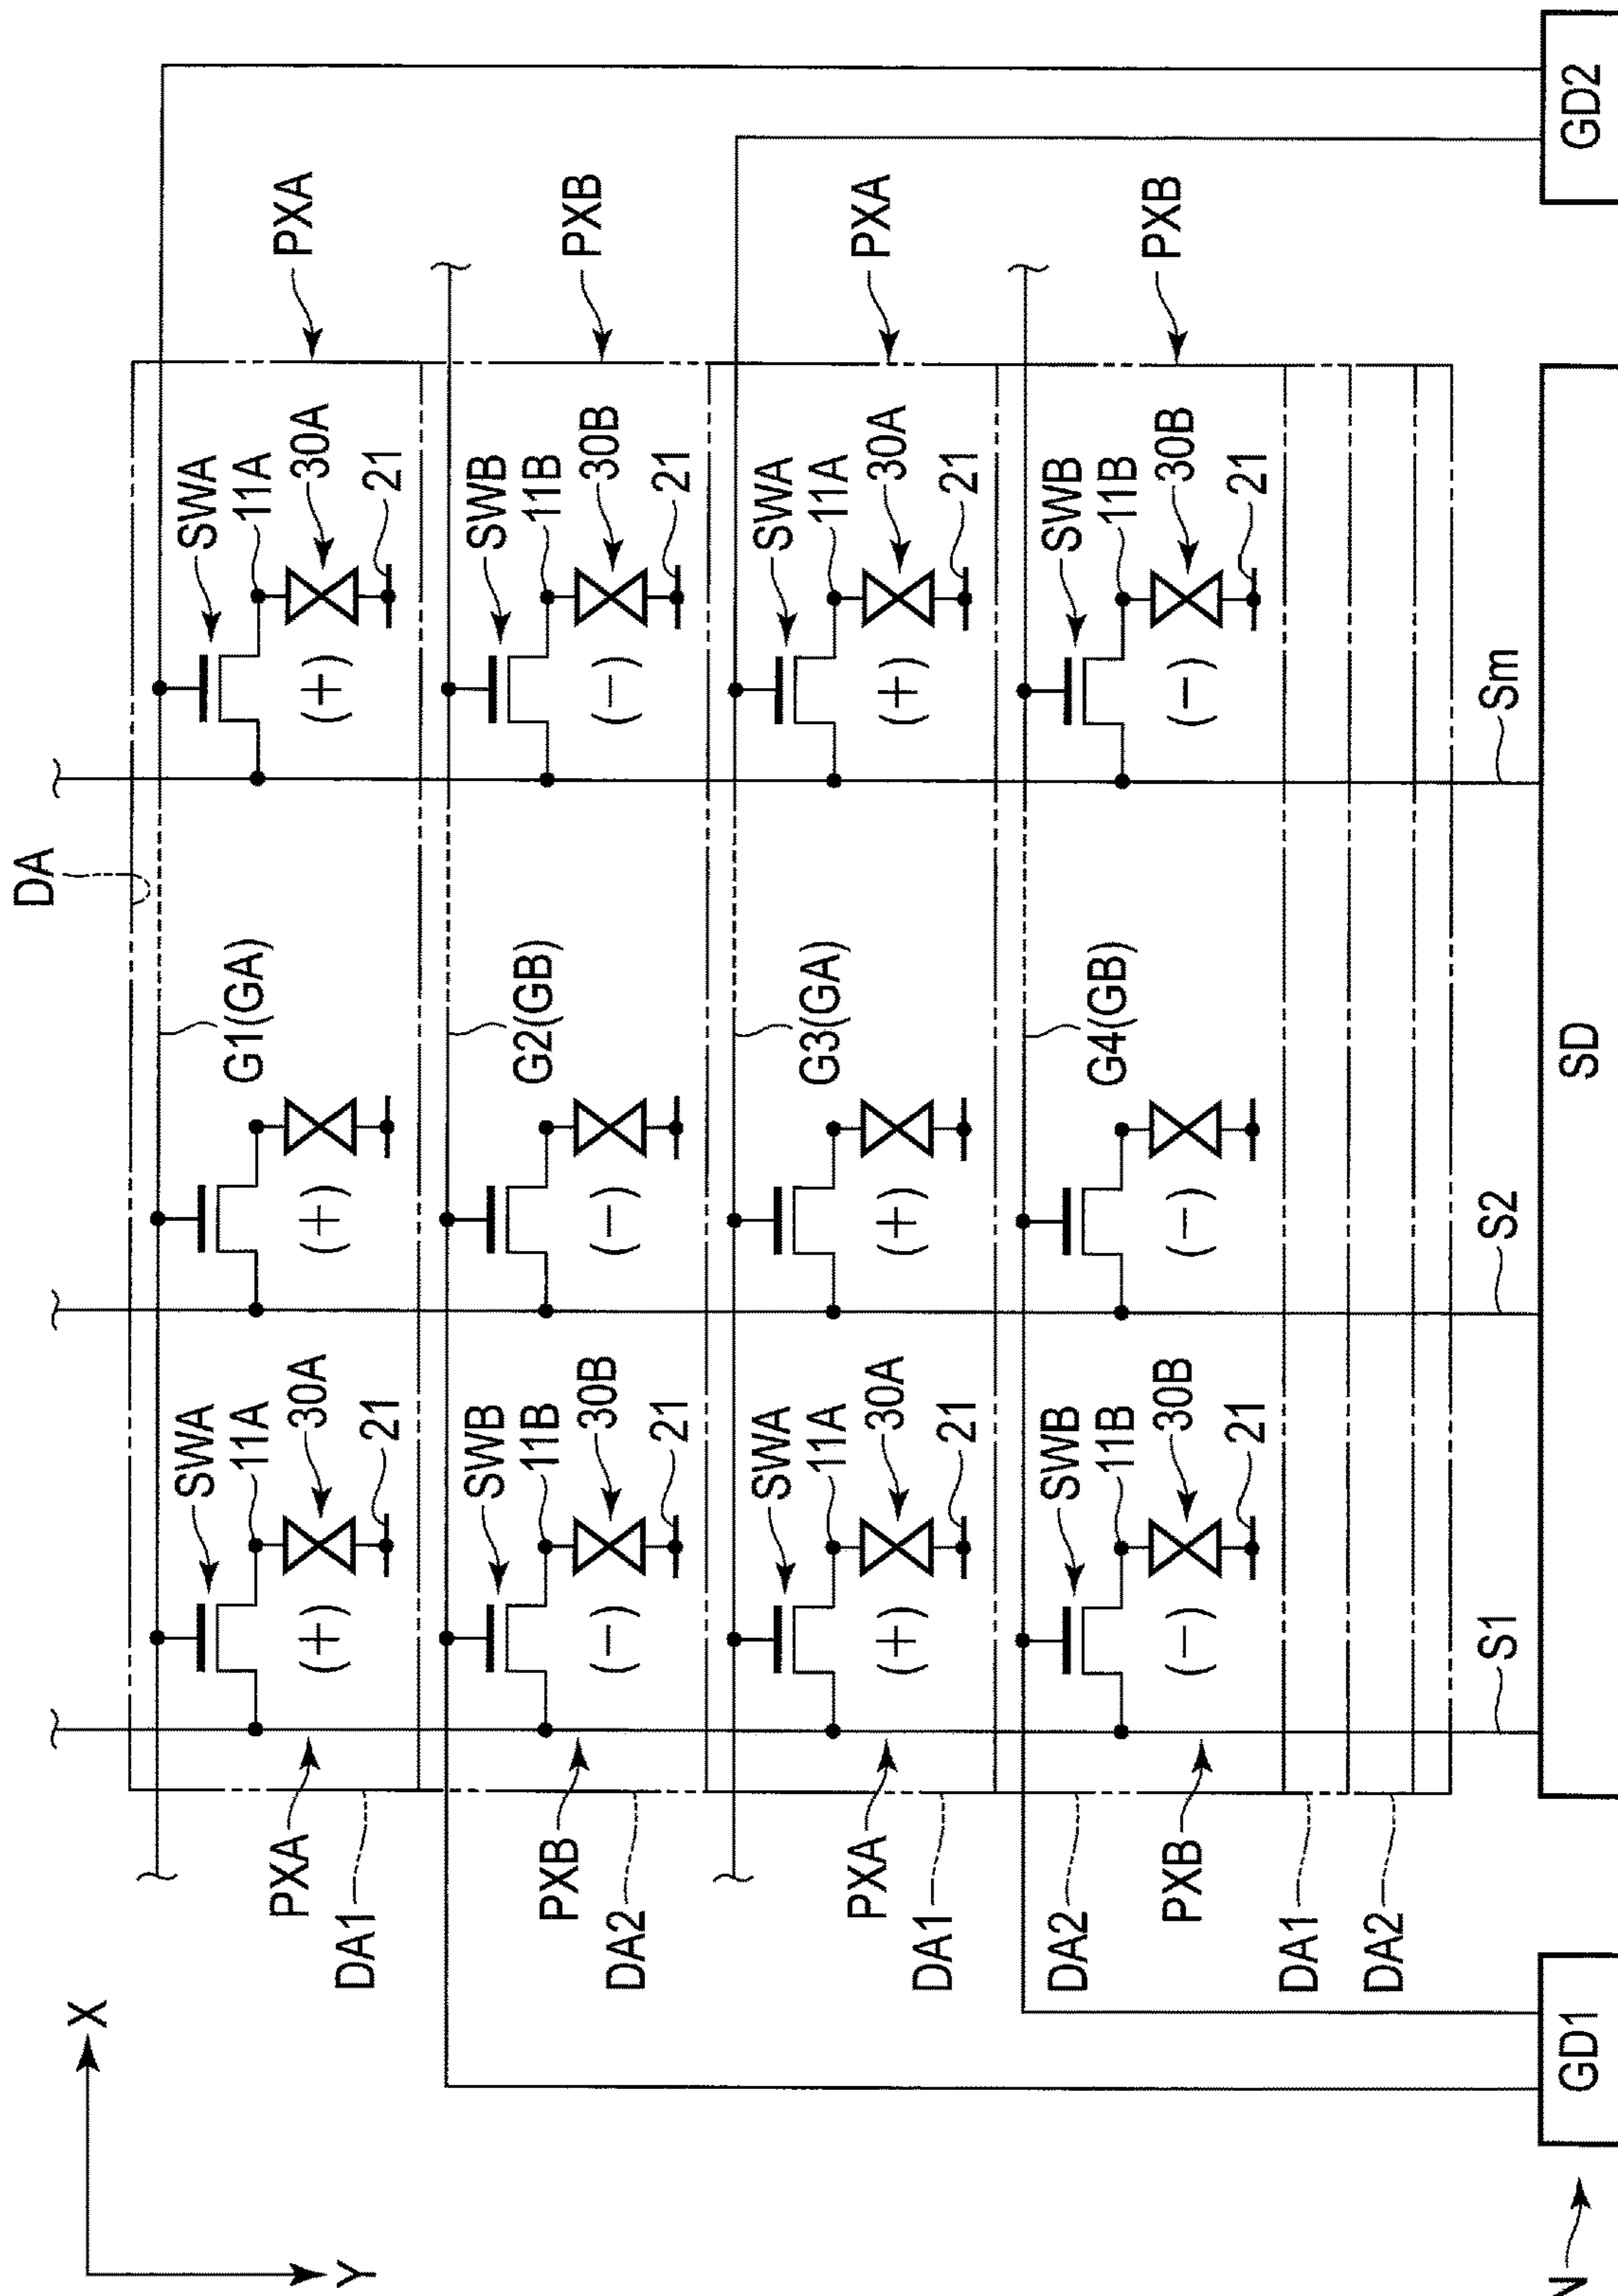 DA
X
SWA SWA
11A G1(GA) 11A
PXA 30A 30A PXA
(+) (+) (+)
Y DA1 21 21
SWB SWB
11B G2(GB) 11B
PXB 30B 30B PXB
(−) (−) (−)
DA2 21 21
SWA SWA
11A G3(GA) 11A
PXA 30A 30A PXA
(+) (+) (+)
DA1 21 21
DA2 SWB SWB
11B G4(GB) 11B
PXB 30B 30B PXB
(−) (−) (−)
21 21
DA1
DA2
S1 S2 Sm
GD1 SD GD2